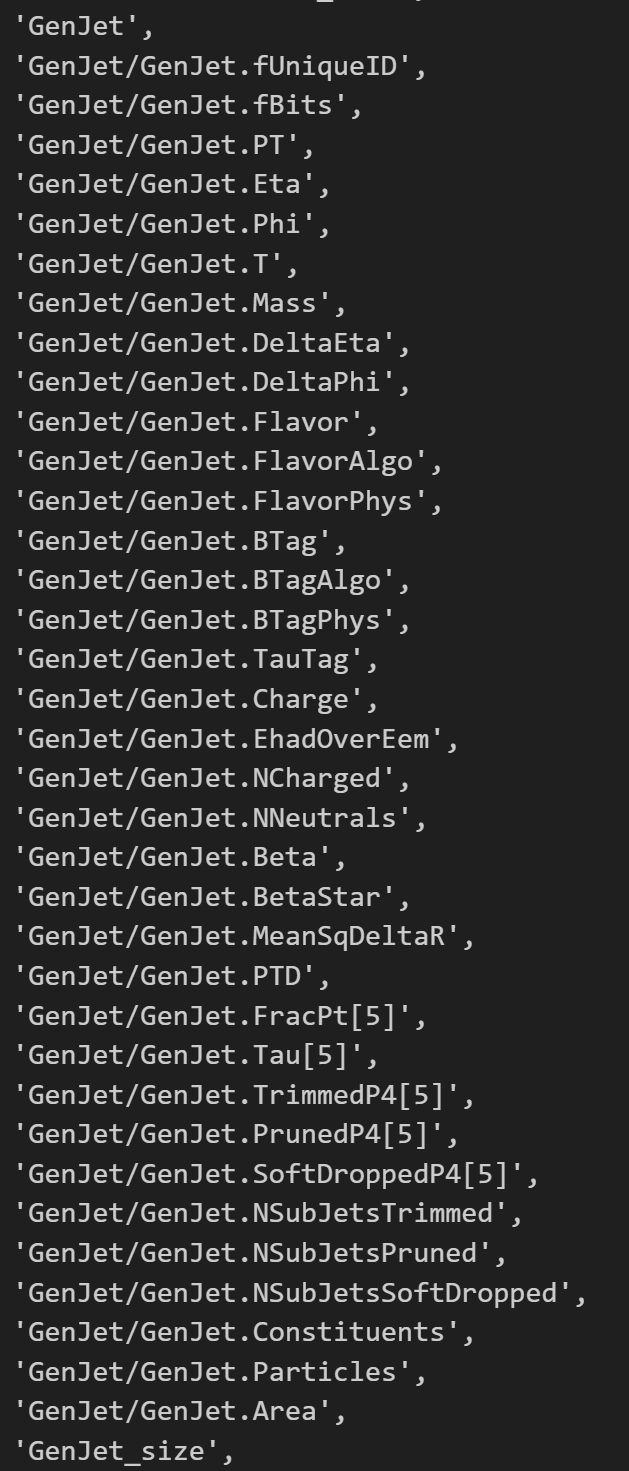 'GenJet',
'GenJet/GenJet.fUniqueID',
'GenJet/GenJet.fBits',
'GenJet/GenJet.PT',
'GenJet/GenJet.Eta',
'GenJet/GenJet.Phi',
'GenJet/GenJet.T',
'GenJet/GenJet.Mass',
'GenJet/GenJet.DeltaEta',
'GenJet/GenJet.DeltaPhi',
'GenJet/GenJet.Flavor',
'GenJet/GenJet.FlavorAlgo',
'GenJet/GenJet.FlavorPhys',
'GenJet/GenJet.BTag',
'GenJet/GenJet.BTagAlgo',
'GenJet/GenJet.BTagPhys',
'GenJet/GenJet.TauTag',
'GenJet/GenJet.Charge',
'GenJet/GenJet.EhadOverEem',
'GenJet/GenJet.NCharged',
'GenJet/GenJet.NNeutrals',
'GenJet/GenJet.Beta',
'GenJet/GenJet.BetaStar',
'GenJet/GenJet.MeanSqDeltaR',
'GenJet/GenJet.PTD',
'GenJet/GenJet.FracPt[5]',
'GenJet/GenJet.Tau[5]',
'GenJet/GenJet.TrimmedP4[5]',
'GenJet/GenJet.PrunedP4[5]',
'GenJet/GenJet.SoftDroppedP4[5]',
'GenJet/GenJet.NSubJetsTrimmed',
'GenJet/GenJet.NSubJetsPruned',
'GenJet/GenJet.NSubJetsSoftDropped',
'GenJet/GenJet.Constituents',
'GenJet/GenJet.Particles',
'GenJet/GenJet.Area',
'GenJet_size',